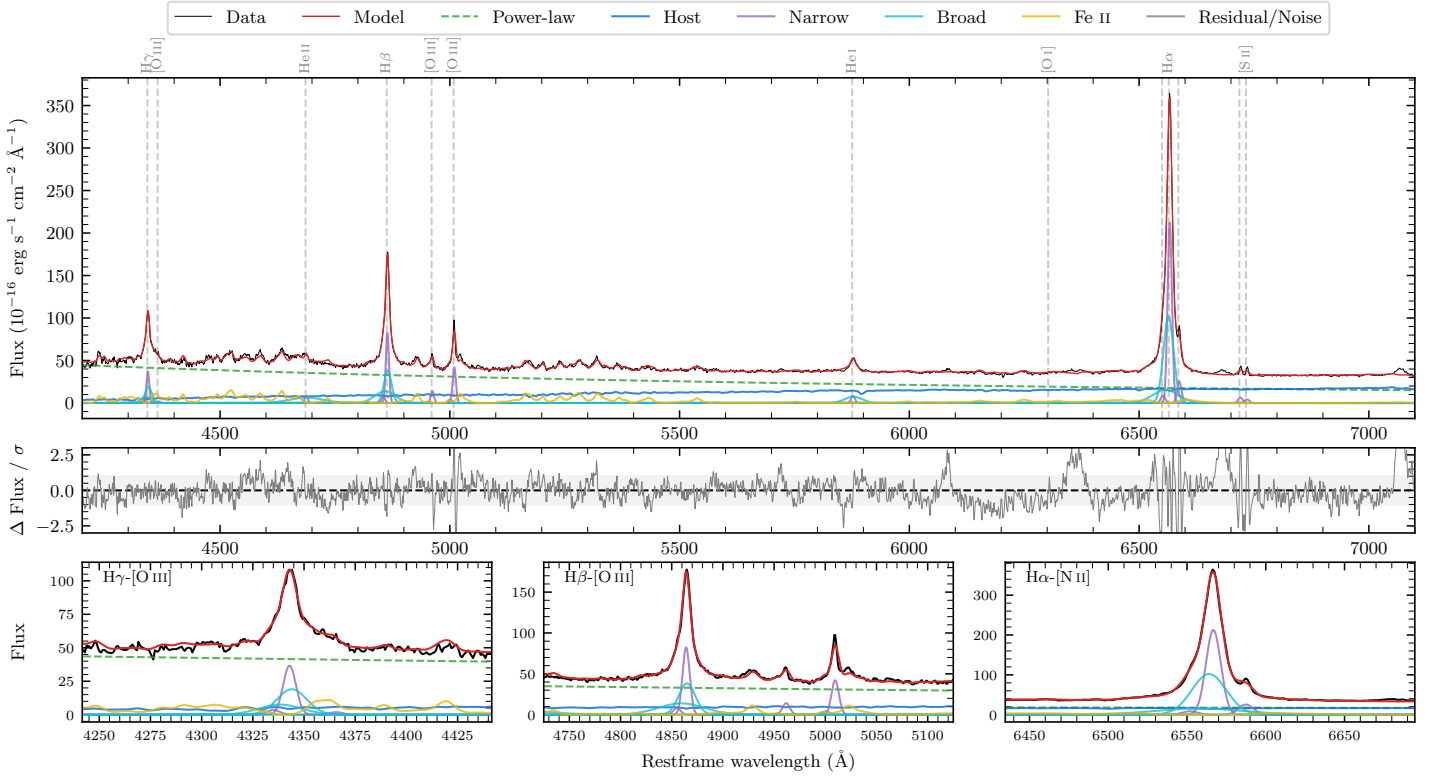 Data Model Power-law Host Narrow Broad Fe II Residual/Noise
Hγ [O III] He II Hβ [O III] [O III] He I [O I] Hα [S II]
Flux (10⁻¹⁶ erg s⁻¹ cm⁻² Å⁻¹)
350
300
250
200
150
100
50
0
4500 5000 5500 6000 6500 7000
Δ Flux / σ
2.5
0.0
−2.5
4500 5000 5500 6000 6500 7000
Flux
Hγ-[O III]
100
75
50
25
0
4250 4275 4300 4325 4350 4375 4400 4425
Hβ-[O III]
150
100
50
0
4750 4800 4850 4900 4950 5000 5050 5100
Hα-[N II]
300
200
100
0
6450 6500 6550 6600 6650
Restframe wavelength (Å)